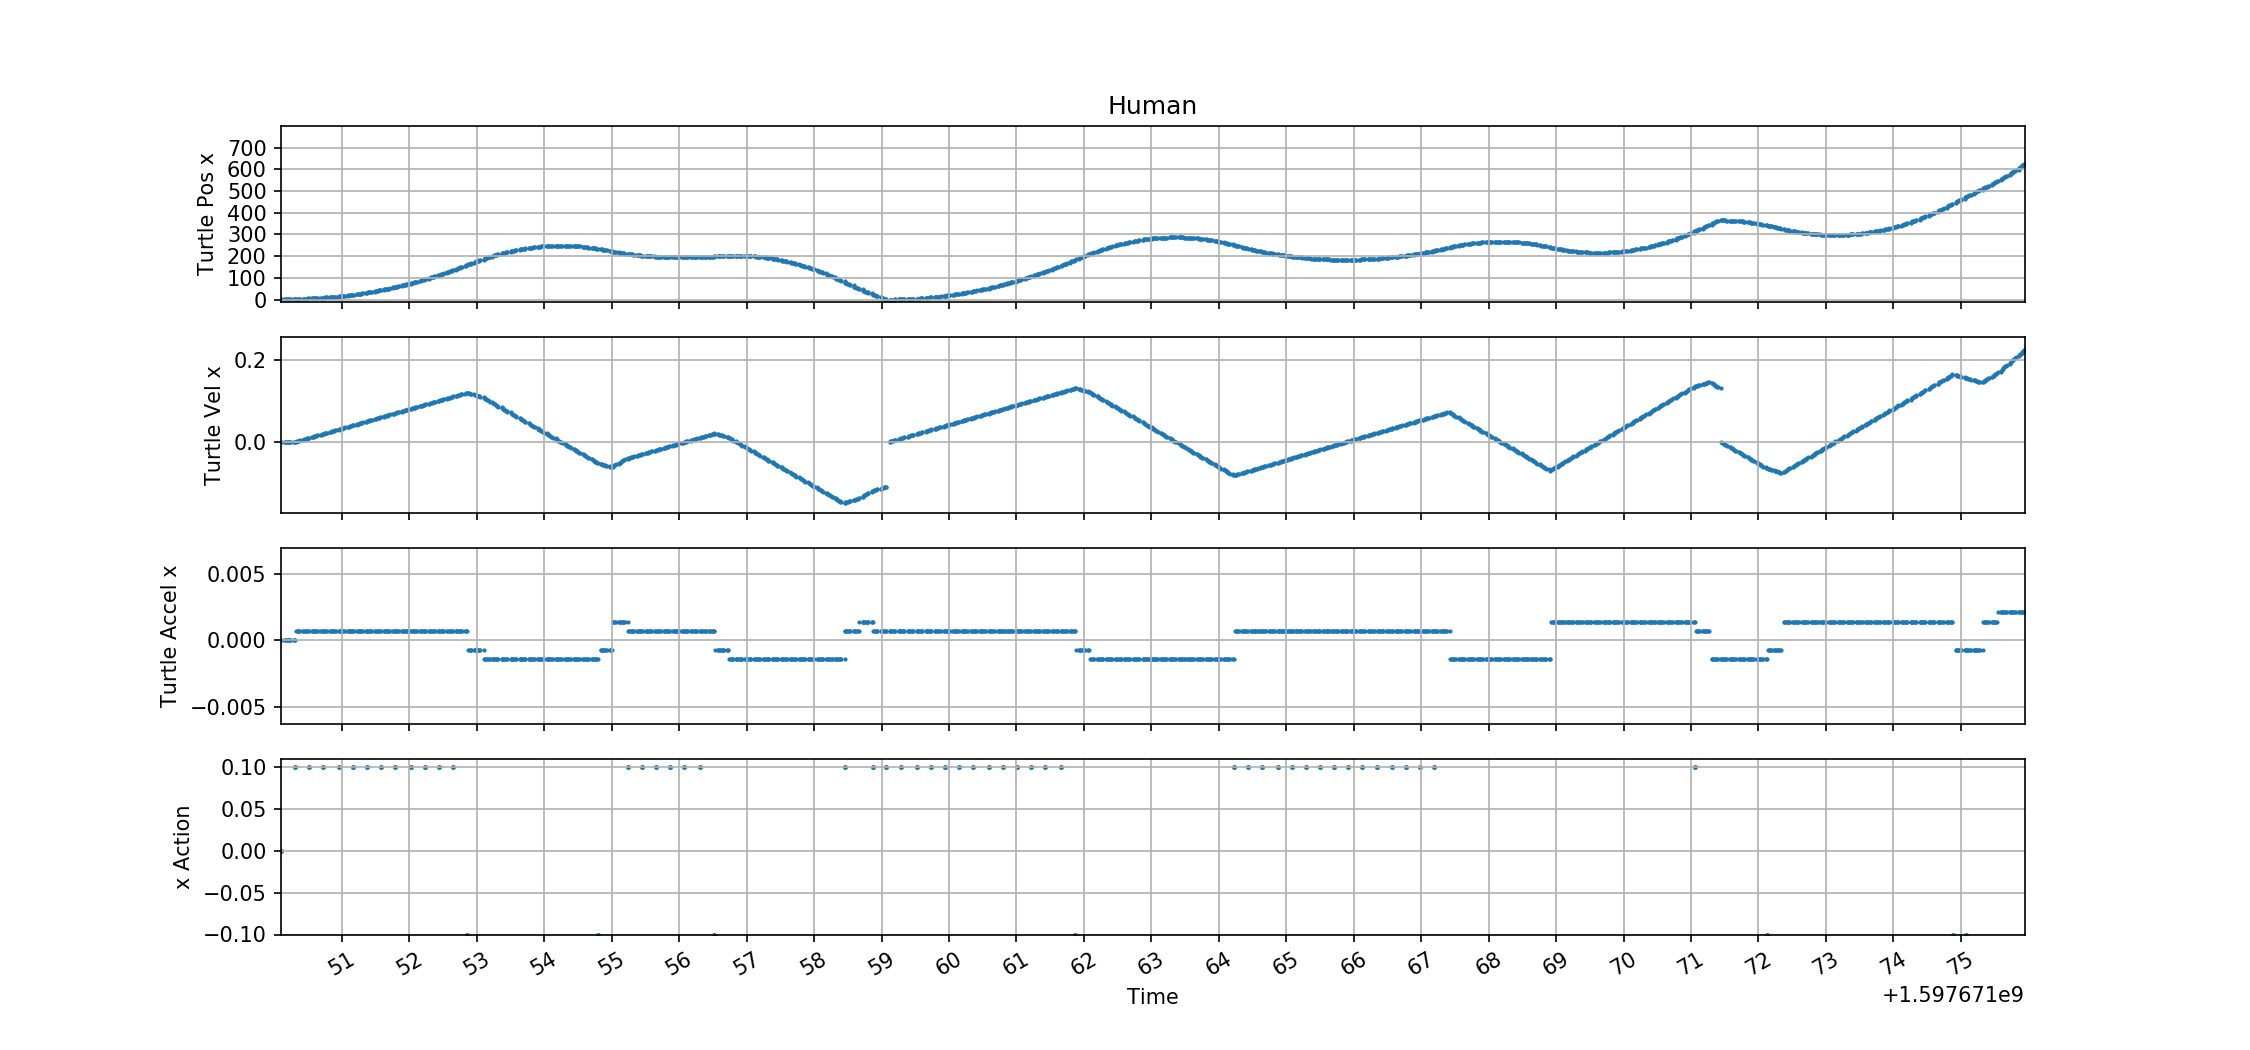 Human
Turtle Pos x
700
600
500
400
300
200
100
0
Turtle Vel x
0.2
0.0
Turtle Accel x
0.005
0.000
−0.005
x Action
0.10
0.05
0.00
−0.05
−0.10
51 52 53 54 55 56 57 58 59 60 61 62 63 64 65 66 67 68 69 70 71 72 73 74 75
Time
+1.597671e9